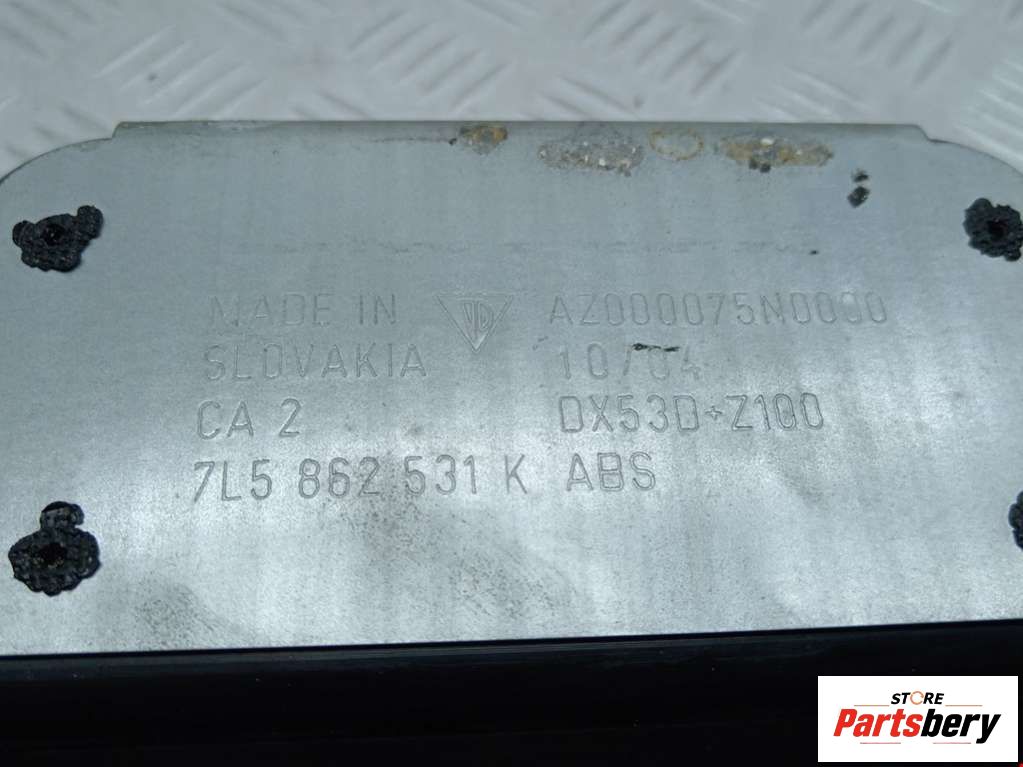 MADE IN AZ000075N0000
SLOVAKIA 10/04
CA 2 DX53D+Z100
7L5 862 531 K ABS
STORE
Partsbery